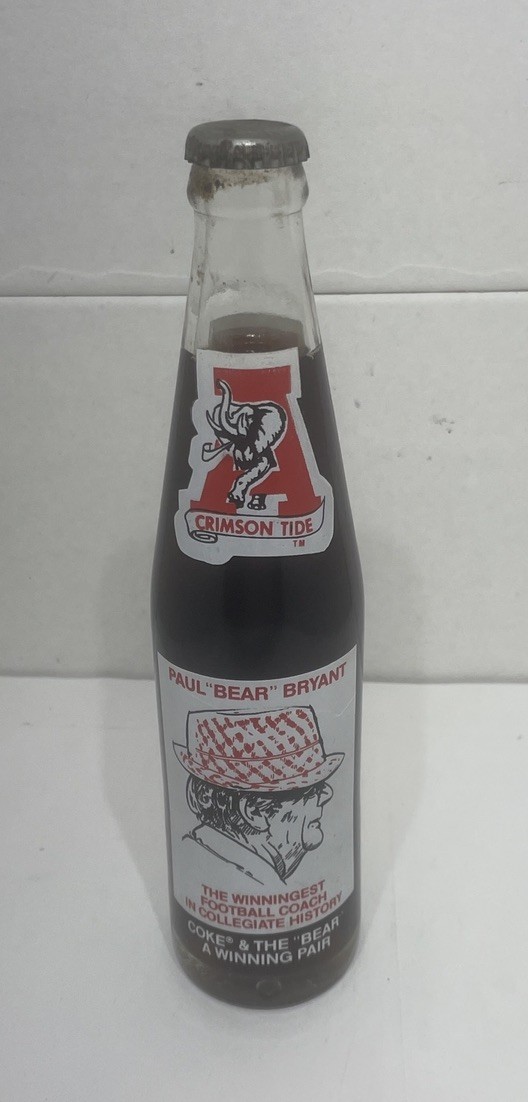 A
CRIMSON TIDE
TM
PAUL "BEAR" BRYANT
THE WINNINGEST
FOOTBALL COACH
IN COLLEGIATE HISTORY
COKE® & THE "BEAR"
A WINNING PAIR